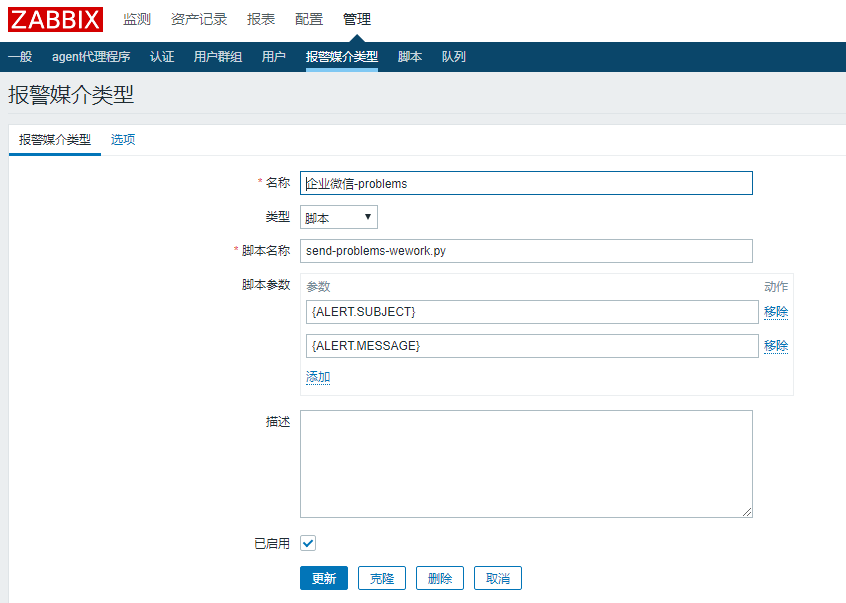 ZABBIX 监测 资产记录 报表 配置 管理
一般 agent代理程序 认证 用户群组 用户 报警媒介类型 脚本 队列
报警媒介类型
报警媒介类型 选项
* 名称 企业微信-problems
类型 脚本
* 脚本名称 send-problems-wework.py
脚本参数 参数 动作
{ALERT.SUBJECT} 移除
{ALERT.MESSAGE} 移除
添加
描述
已启用
更新 克隆 删除 取消